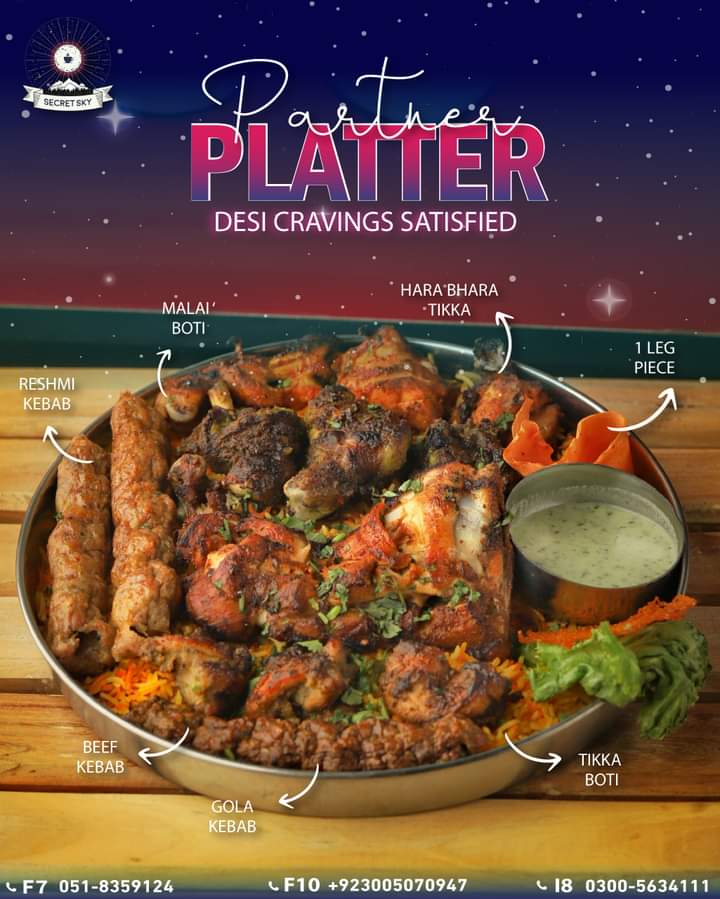 SECRET SKY
Partner
PLATTER
DESI CRAVINGS SATISFIED
MALAI
BOTI
HARA BHARA
TIKKA
1 LEG
PIECE
RESHMI
KEBAB
BEEF
KEBAB
GOLA
KEBAB
TIKKA
BOTI
F7 051-8359124
F10 +923005070947
I8 0300-5634111